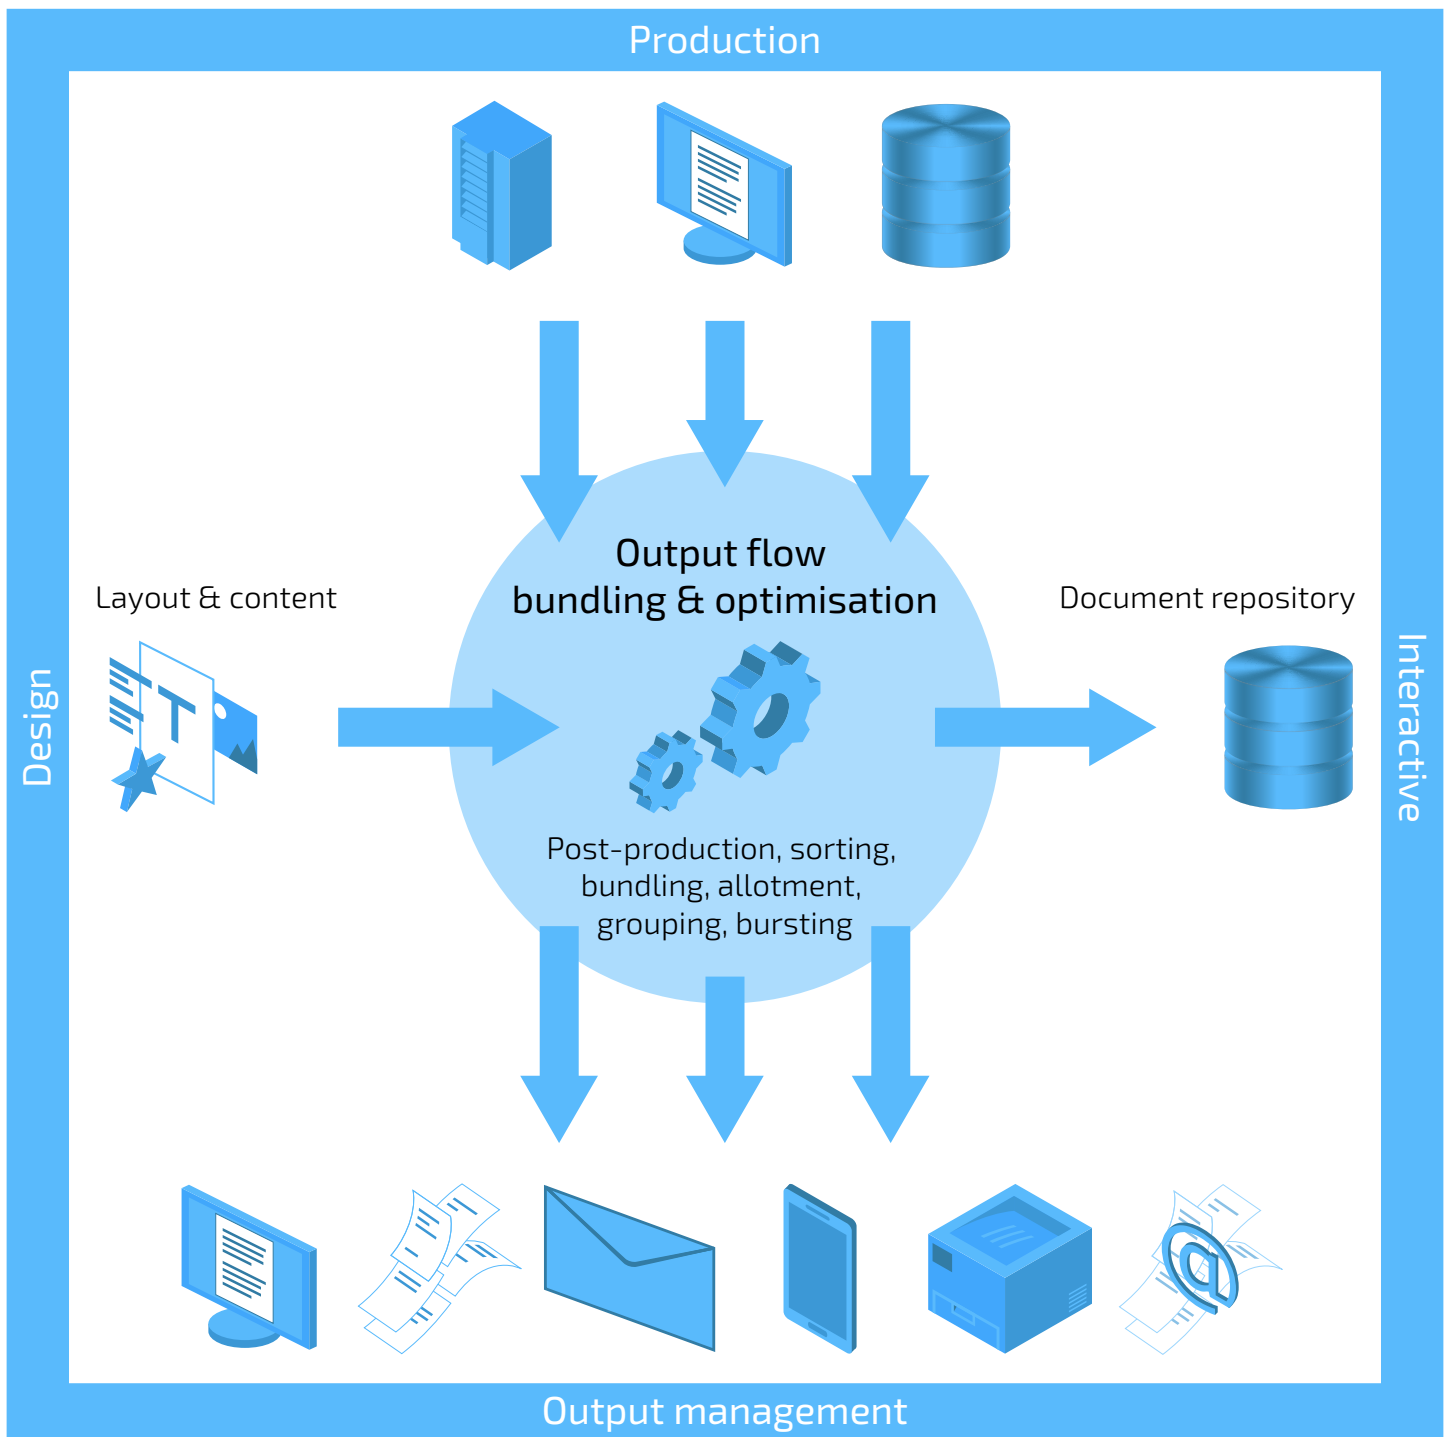 Production
Output flow
bundling & optimisation
Layout & content
Document repository
Design
Interactive
T
Post-production, sorting,
bundling, allotment,
grouping, bursting
@
Output management